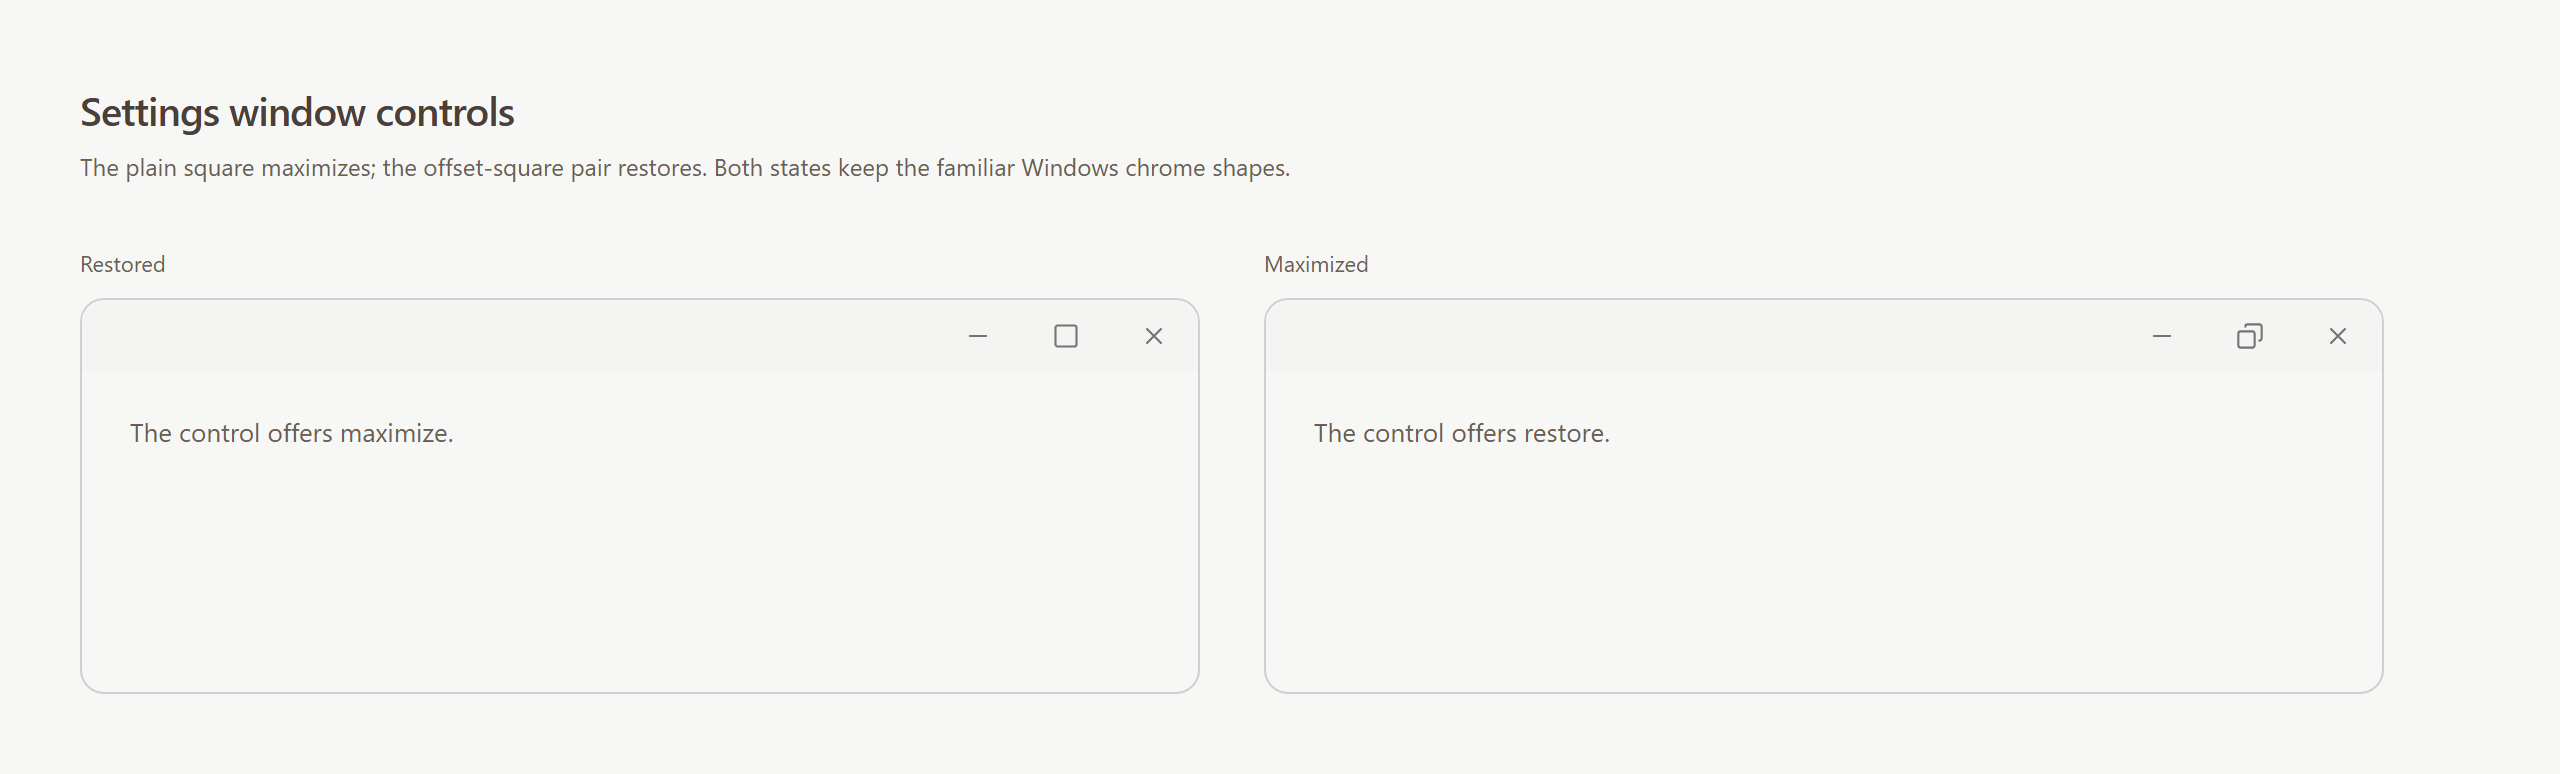 Settings window controls
The plain square maximizes; the offset-square pair restores. Both states keep the familiar Windows chrome shapes.
Restored
Maximized
The control offers maximize.
The control offers restore.